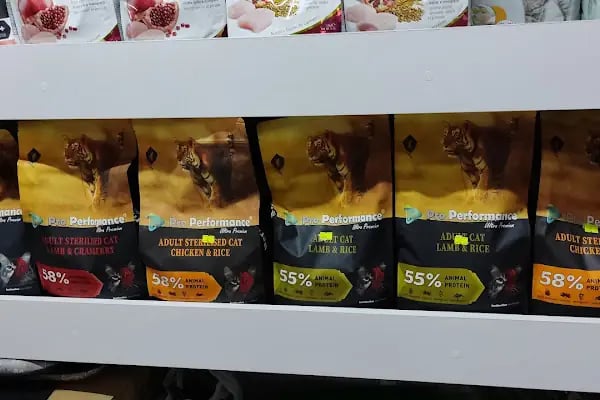 Pro Performance
Ultra Premium
ADULT STERILISED CAT
LAMB & CRANBERRY
58%
Pro Performance
Ultra Premium
ADULT STERILISED CAT
CHICKEN & RICE
58% ANIMAL
PROTEIN
Pro Performance
Ultra Premium
ADULT CAT
LAMB & RICE
55% ANIMAL
PROTEIN
Pro Performance
Ultra Premium
ADULT CAT
LAMB & RICE
55% ANIMAL
PROTEIN
Pro Performance
ADULT
CHICKEN
58%